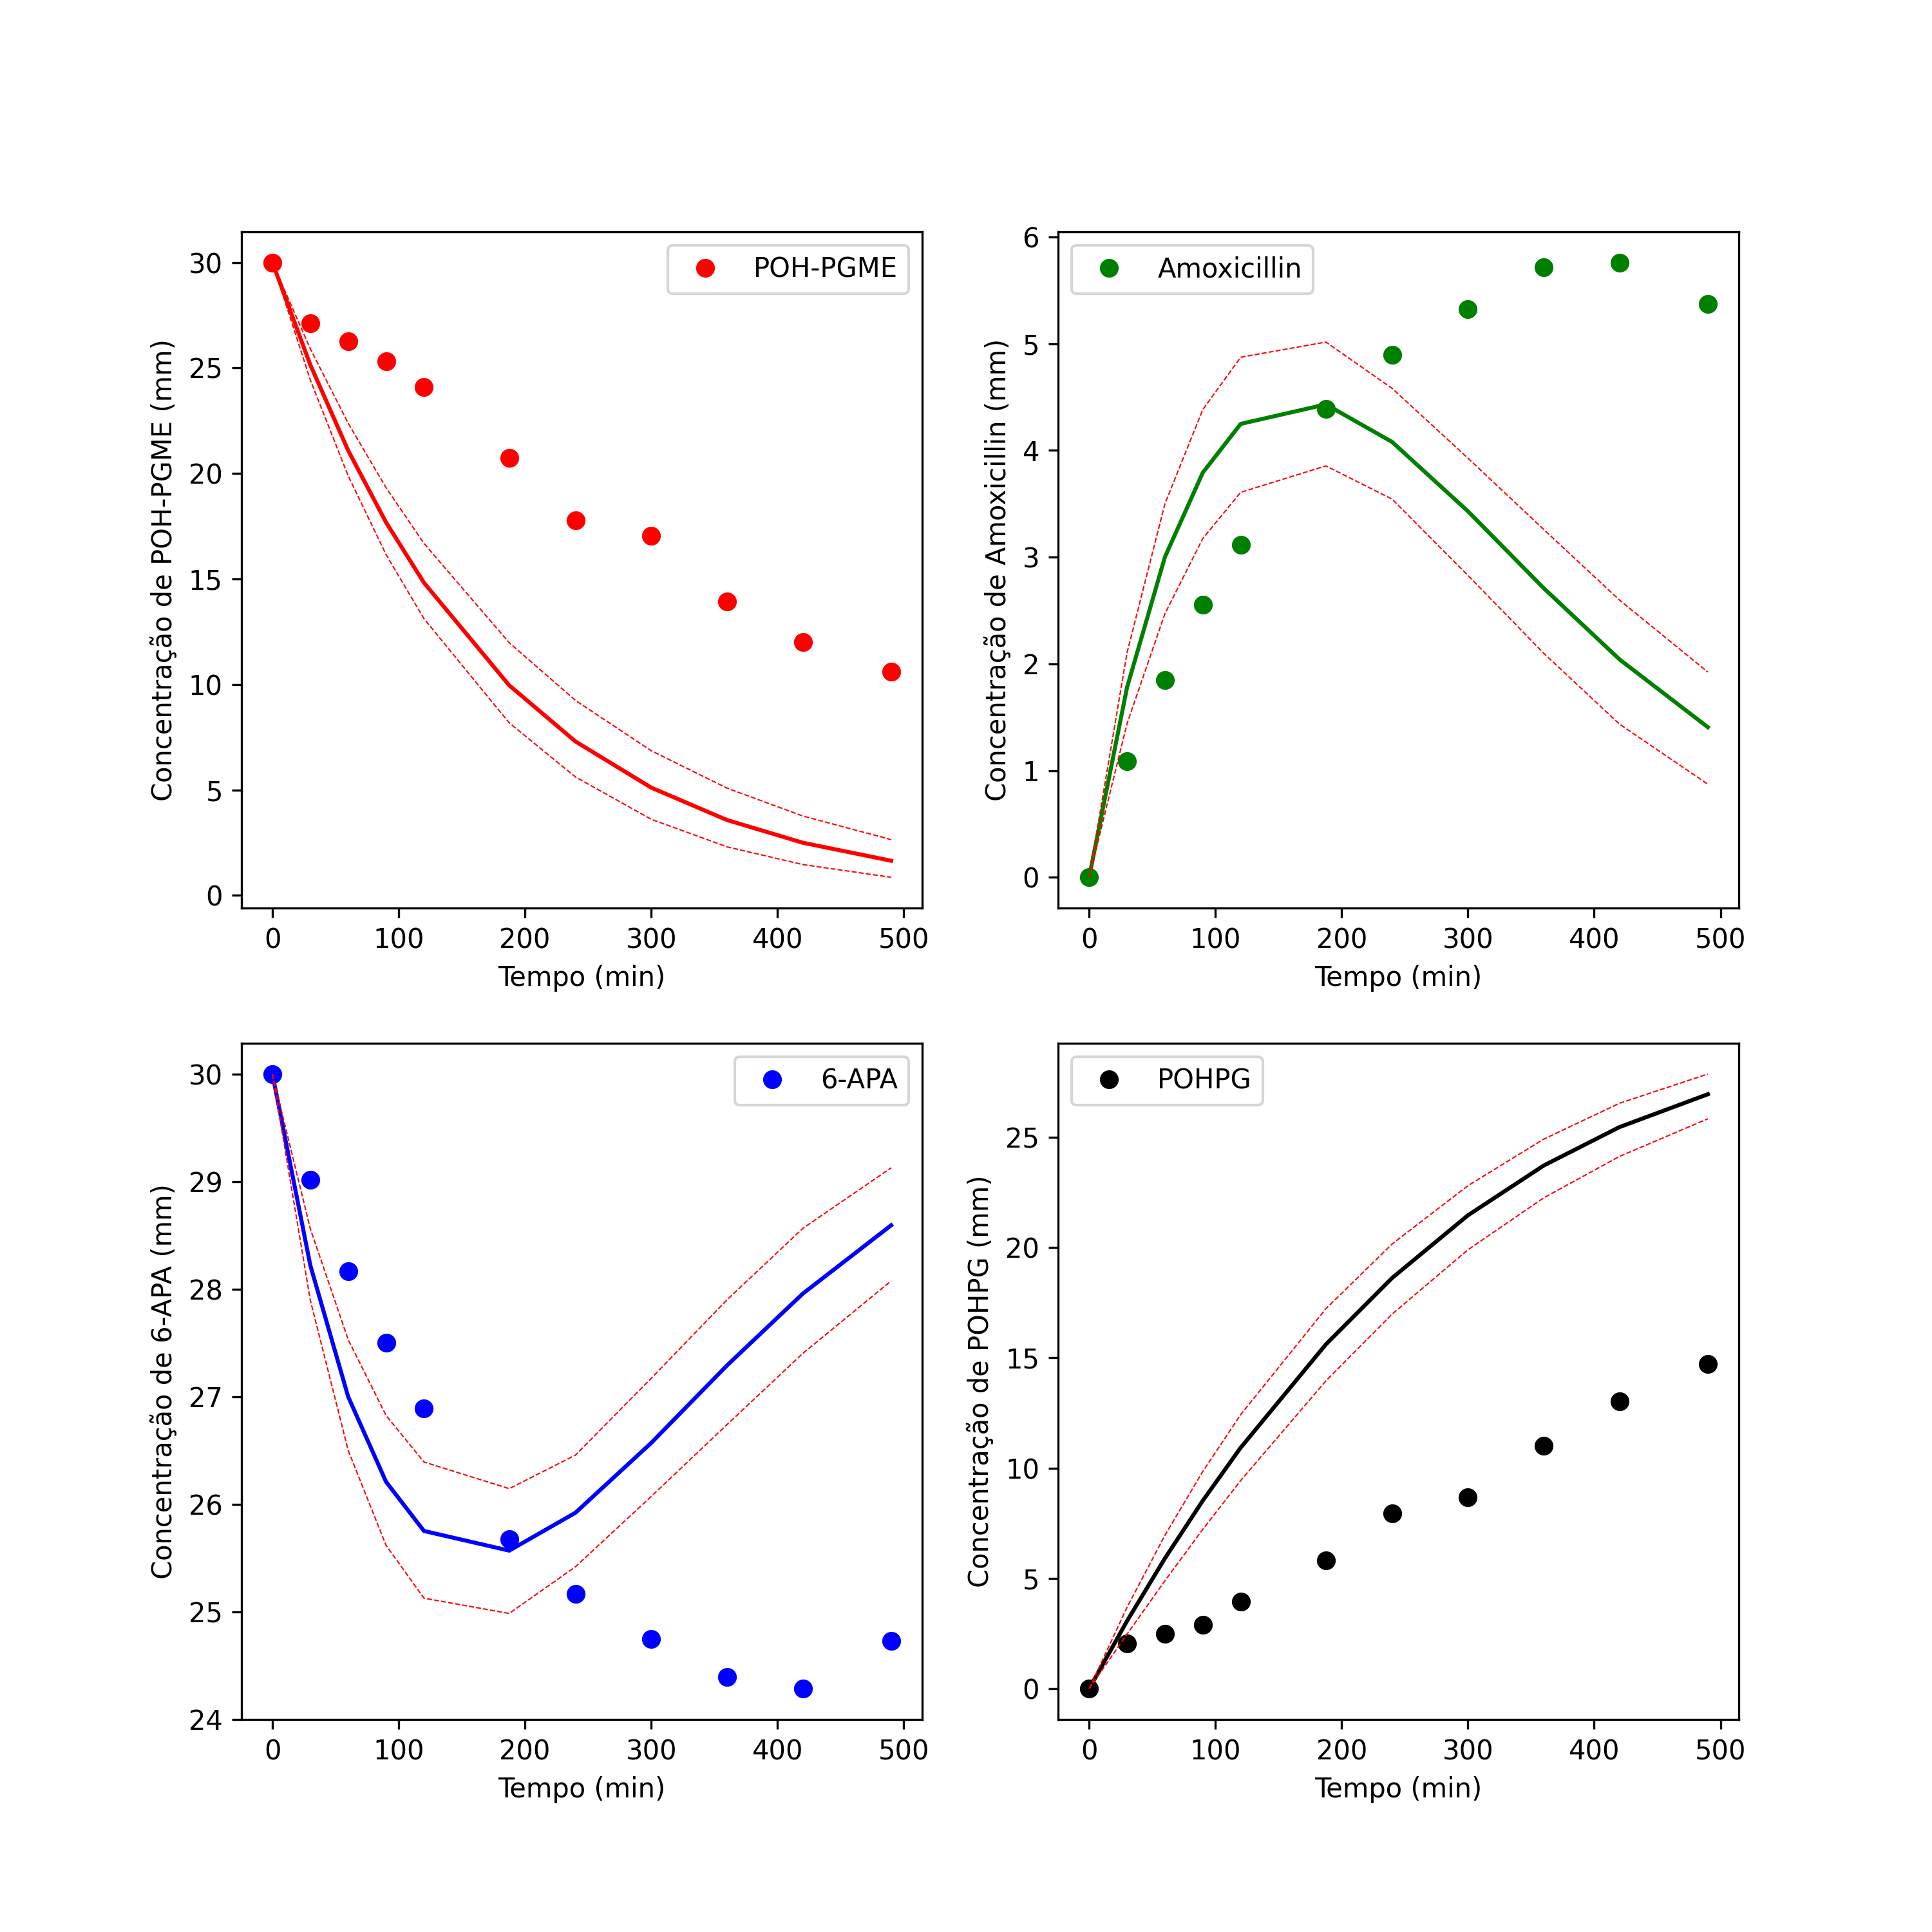 POH-PGME
Concentração de POH-PGME (mm)
30
25
20
15
10
5
0
0 100 200 300 400 500
Tempo (min)
Amoxicillin
Concentração de Amoxicillin (mm)
6
5
4
3
2
1
0
0 100 200 300 400 500
Tempo (min)
6-APA
Concentração de 6-APA (mm)
30
29
28
27
26
25
24
0 100 200 300 400 500
Tempo (min)
POHPG
Concentração de POHPG (mm)
25
20
15
10
5
0
0 100 200 300 400 500
Tempo (min)